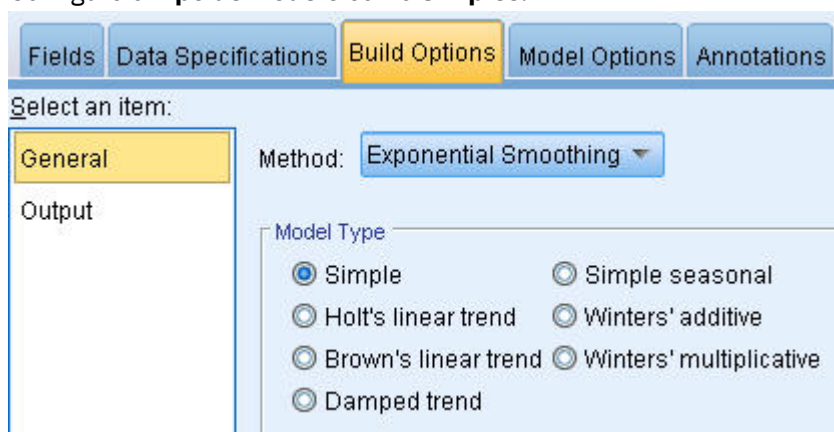 Fields Data Specifications Build Options Model Options Annotations
Select an item:
General
Output
Method: Exponential Smoothing
Model Type
Simple
Simple seasonal
Holt's linear trend
Winters' additive
Brown's linear trend
Winters' multiplicative
Damped trend